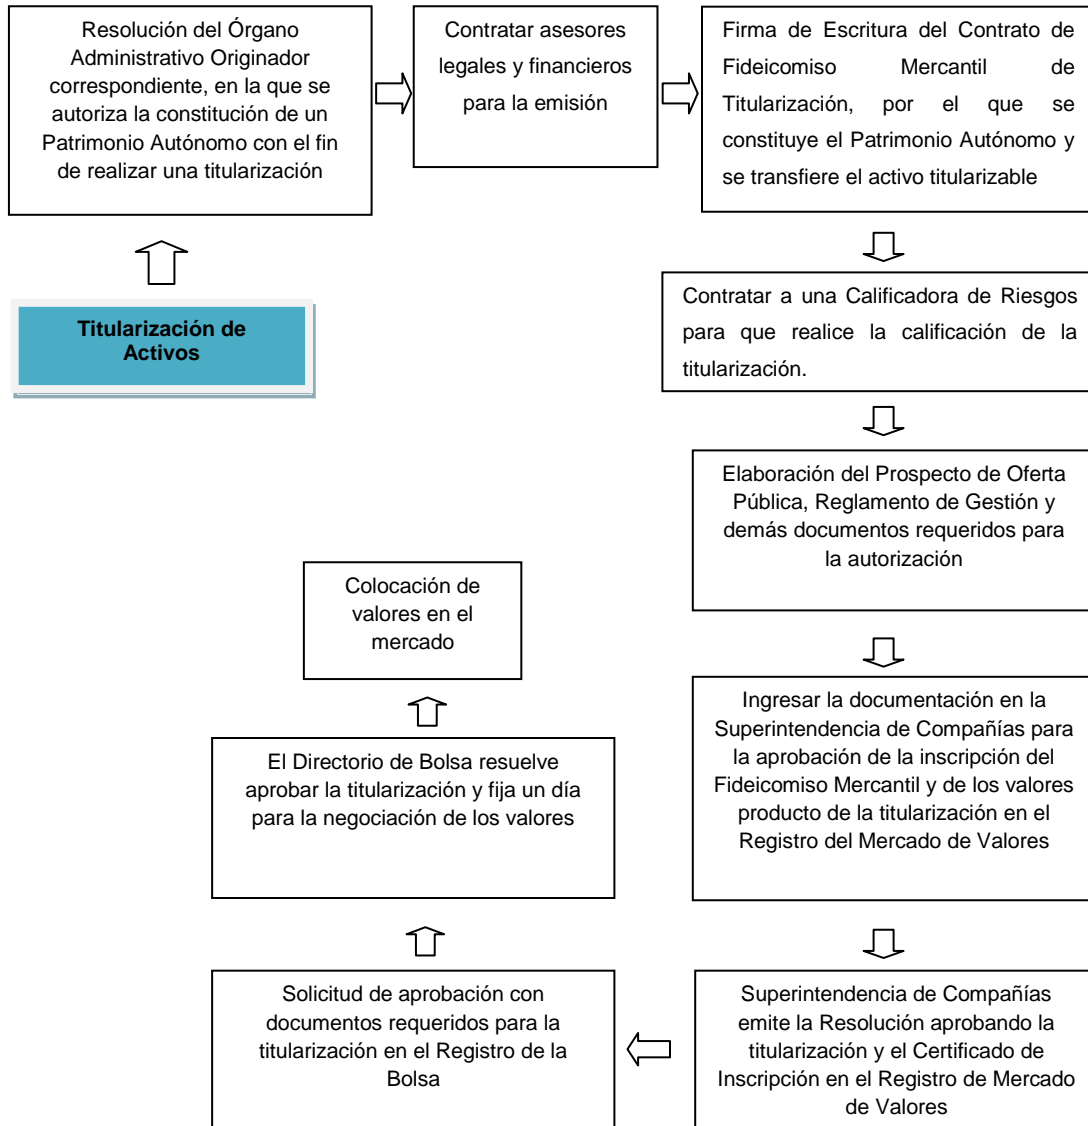 Resolución del Órgano
Administrativo Originador
correspondiente, en la que se
autoriza la constitución de un
Patrimonio Autónomo con el fin
de realizar una titularización
Contratar asesores
legales y financieros
para la emisión
Firma de Escritura del Contrato de
Fideicomiso Mercantil de
Titularización, por el que se
constituye el Patrimonio Autónomo y
se transfiere el activo titularizable
Titularización de
Activos
Contratar a una Calificadora de Riesgos
para que realice la calificación de la
titularización.
Elaboración del Prospecto de Oferta
Pública, Reglamento de Gestión y
demás documentos requeridos para
la autorización
Ingresar la documentación en la
Superintendencia de Compañías para
la aprobación de la inscripción del
Fideicomiso Mercantil y de los valores
producto de la titularización en el
Registro del Mercado de Valores
Superintendencia de Compañías
emite la Resolución aprobando la
titularización y el Certificado de
Inscripción en el Registro de Mercado
de Valores
Solicitud de aprobación con
documentos requeridos para la
titularización en el Registro de la
Bolsa
El Directorio de Bolsa resuelve
aprobar la titularización y fija un día
para la negociación de los valores
Colocación de
valores en el
mercado